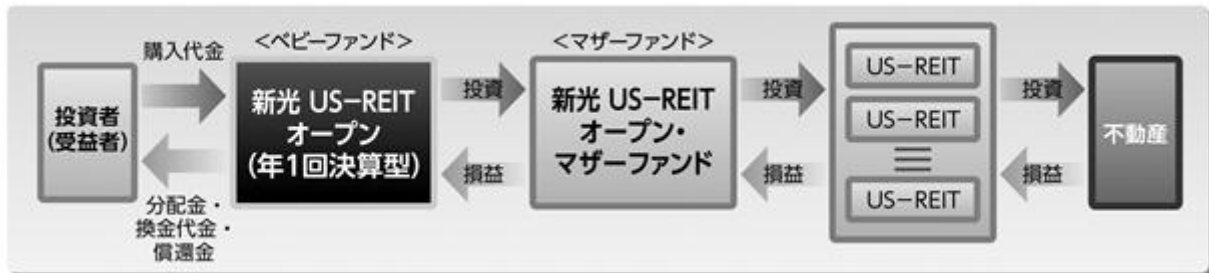 購入代金
投資者
(受益者)
分配金・
換金代金・
償還金
＜ベビーファンド＞
新光 US−REIT
オープン
(年1回決算型)
投資
損益
＜マザーファンド＞
新光 US−REIT
オープン・
マザーファンド
投資
損益
US−REIT
US−REIT
US−REIT
投資
損益
不動産